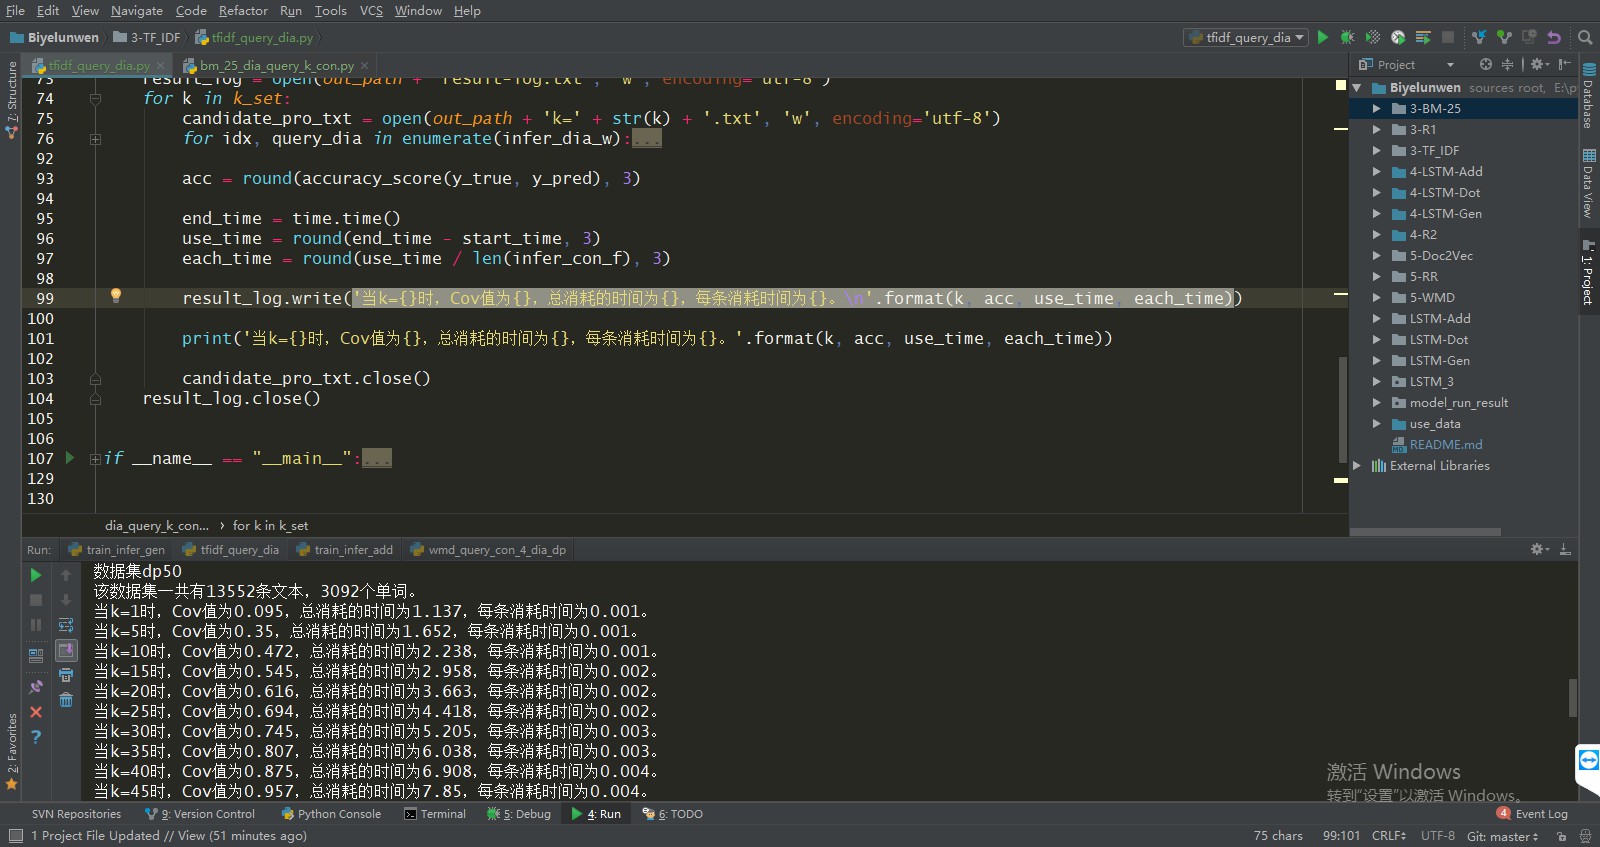 File Edit View Navigate Code Refactor Run Tools VCS Window Help
Biyelunwen 3-TF_IDF tfidf_query_dia.py tfidf_query_dia
tfidf_query_dia.py bm_25_dia_query_k_con.py Project
73 result_log = open(out_path + 'result-log.txt', 'w', encoding='utf-8')
74 for k in k_set:
75 candidate_pro_txt = open(out_path + 'k=' + str(k) + '.txt', 'w', encoding='utf-8')
76 for idx, query_dia in enumerate(infer_dia_w):...
92
93 acc = round(accuracy_score(y_true, y_pred), 3)
94
95 end_time = time.time()
96 use_time = round(end_time - start_time, 3)
97 each_time = round(use_time / len(infer_con_f), 3)
98
99 result_log.write('当k={}时，Cov值为{}，总消耗的时间为{}，每条消耗时间为{}。\n'.format(k, acc, use_time, each_time))
100
101 print('当k={}时，Cov值为{}，总消耗的时间为{}，每条消耗时间为{}。'.format(k, acc, use_time, each_time))
102
103 candidate_pro_txt.close()
104 result_log.close()
105
106
107 if __name__ == "__main__":...
129
130
dia_query_k_con... › for k in k_set
Biyelunwen sources root, E:\p
3-BM-25
3-R1
3-TF_IDF
4-LSTM-Add
4-LSTM-Dot
4-LSTM-Gen
4-R2
5-Doc2Vec
5-RR
5-WMD
LSTM-Add
LSTM-Dot
LSTM-Gen
LSTM_3
model_run_result
use_data
README.md
External Libraries
7: Structure
2: Favorites
Database
Data View
1: Project
Run: train_infer_gen tfidf_query_dia train_infer_add wmd_query_con_4_dia_dp
数据集dp50
该数据集一共有13552条文本，3092个单词。
当k=1时，Cov值为0.095，总消耗的时间为1.137，每条消耗时间为0.001。
当k=5时，Cov值为0.35，总消耗的时间为1.652，每条消耗时间为0.001。
当k=10时，Cov值为0.472，总消耗的时间为2.238，每条消耗时间为0.001。
当k=15时，Cov值为0.545，总消耗的时间为2.958，每条消耗时间为0.002。
当k=20时，Cov值为0.616，总消耗的时间为3.663，每条消耗时间为0.002。
当k=25时，Cov值为0.694，总消耗的时间为4.418，每条消耗时间为0.002。
当k=30时，Cov值为0.745，总消耗的时间为5.205，每条消耗时间为0.003。
当k=35时，Cov值为0.807，总消耗的时间为6.038，每条消耗时间为0.003。
当k=40时，Cov值为0.875，总消耗的时间为6.908，每条消耗时间为0.004。
当k=45时，Cov值为0.957，总消耗的时间为7.85，每条消耗时间为0.004。
激活 Windows
转到"设置"以激活 Windows。
SVN Repositories 9: Version Control Python Console Terminal 5: Debug 4: Run 6: TODO 4 Event Log
1 Project File Updated // View (51 minutes ago) 75 chars 99:101 CRLF UTF-8 Git: master